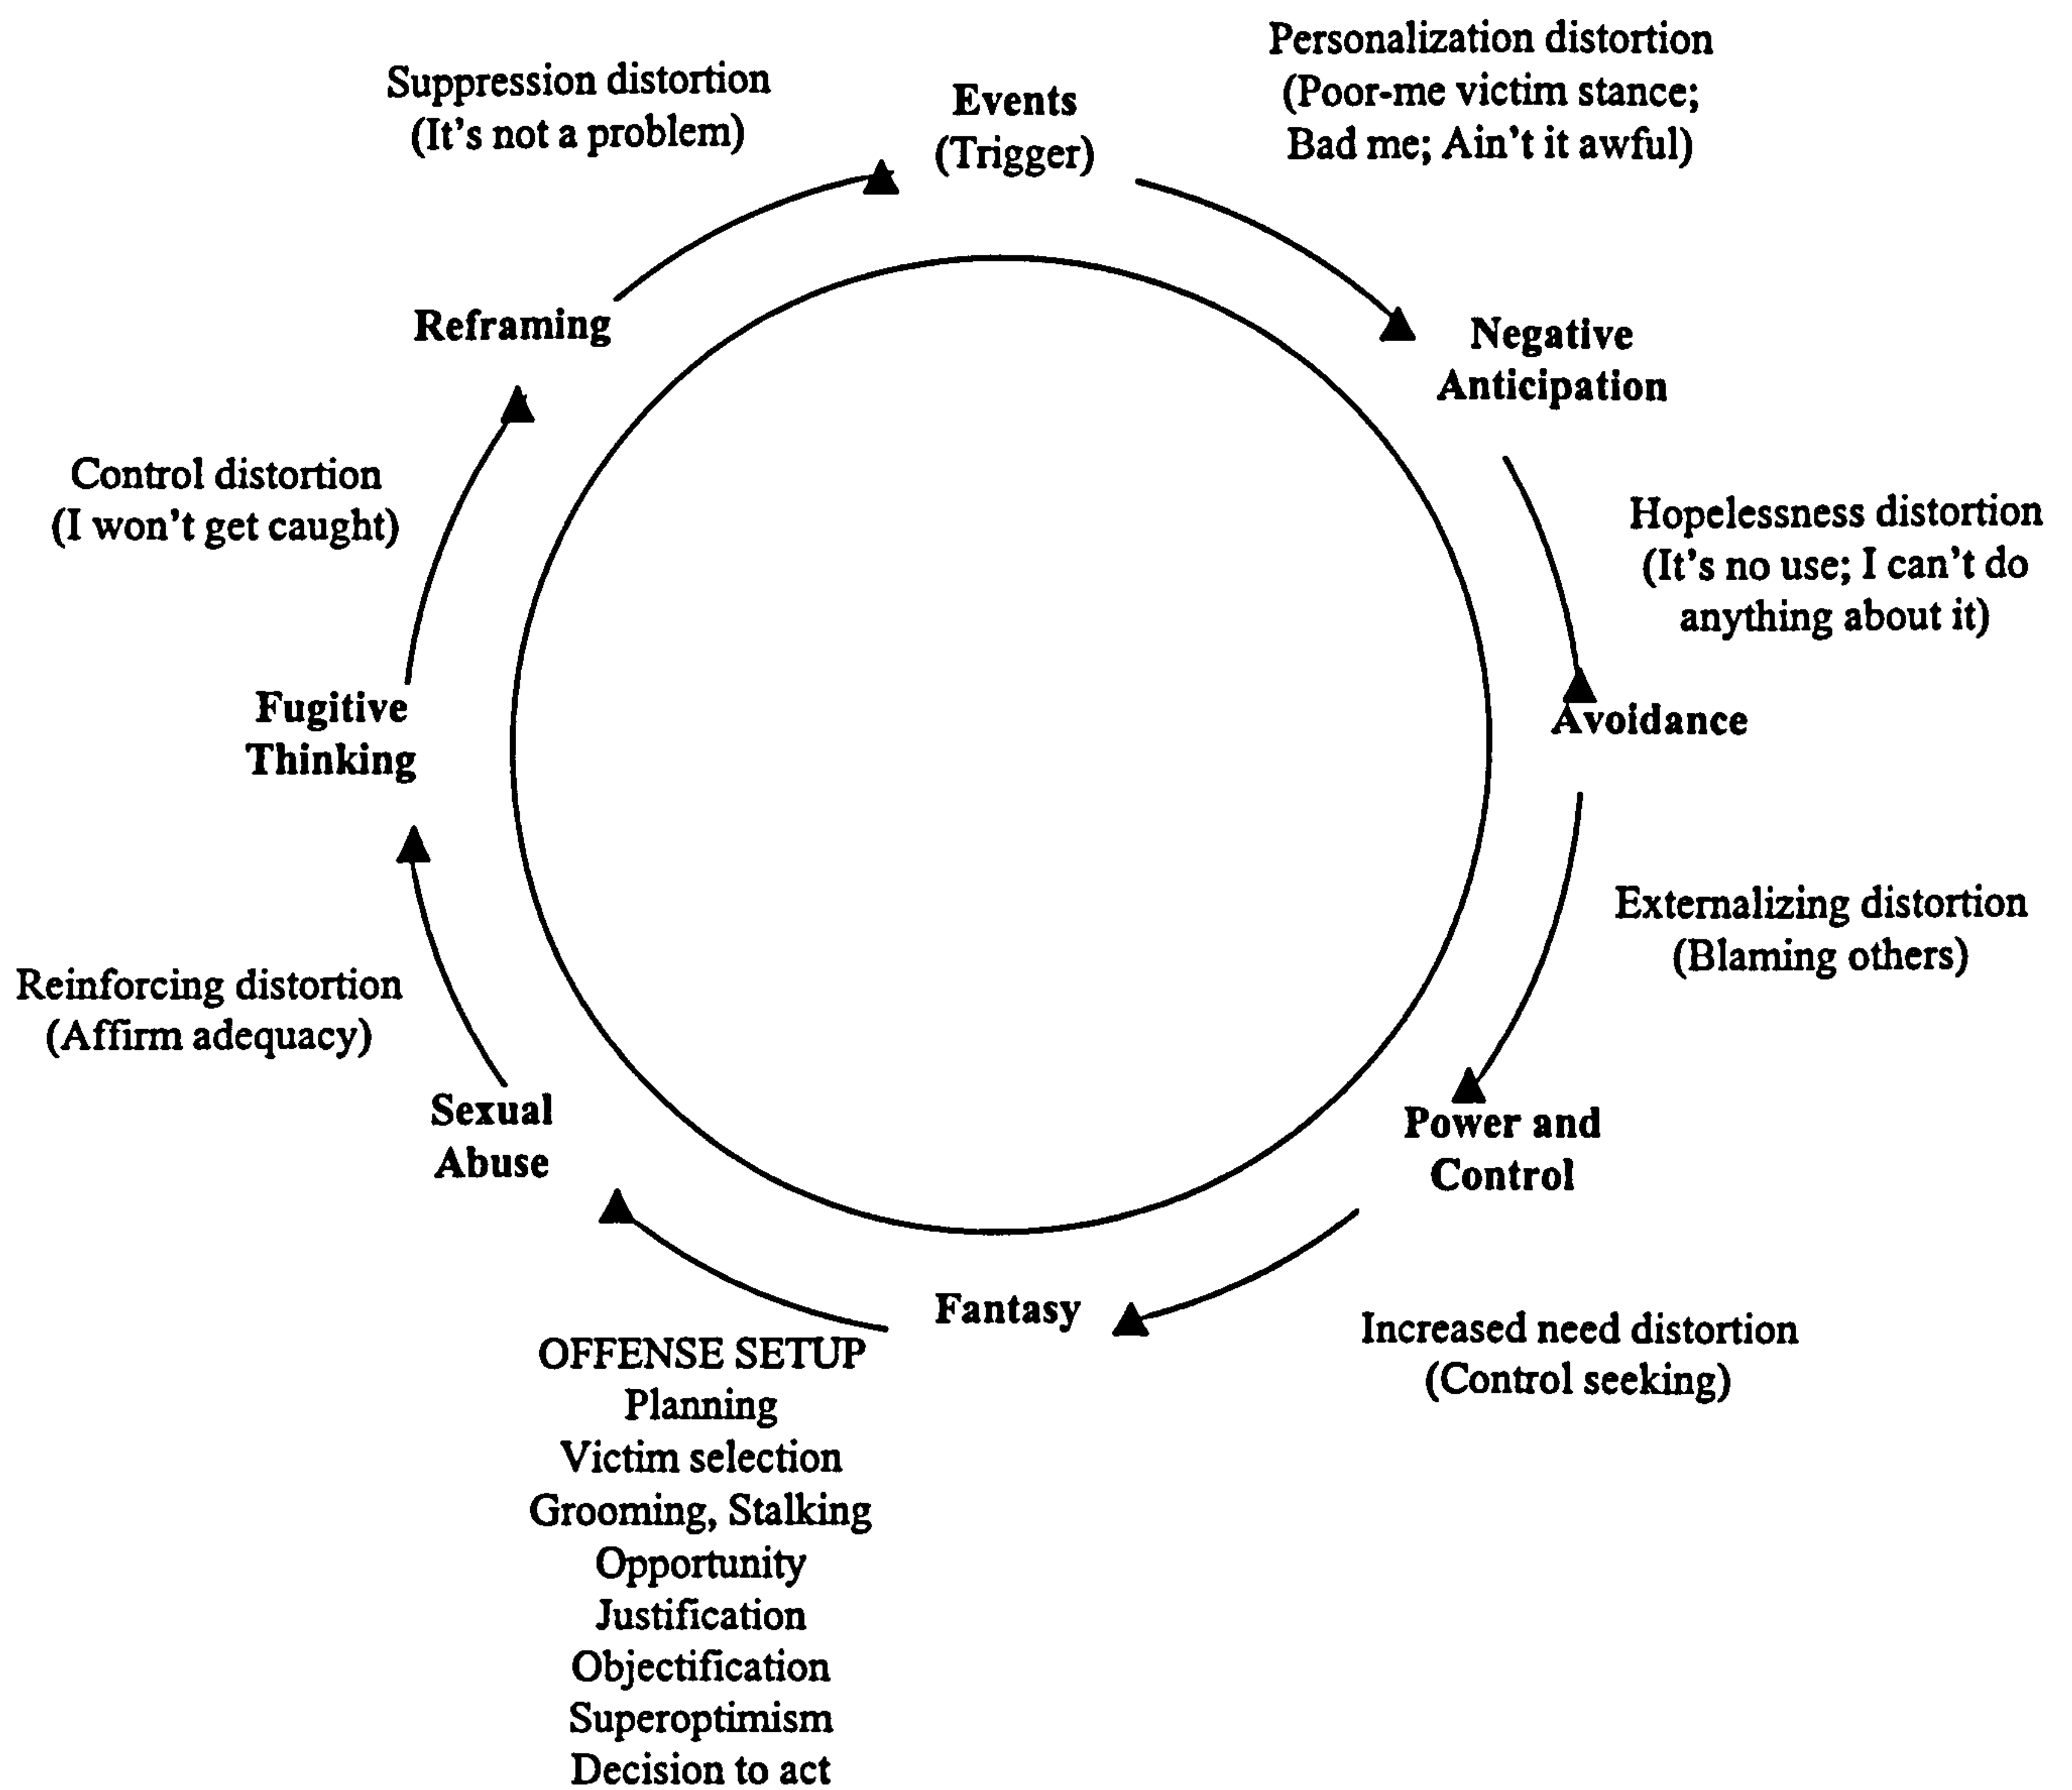 Suppression distortion
(It's not a problem)
Events
(Trigger)
Personalization distortion
(Poor-me victim stance;
Bad me; Ain't it awful)
Negative
Anticipation
Hopelessness distortion
(It's no use; I can't do
anything about it)
Avoidance
Externalizing distortion
(Blaming others)
Power and
Control
Increased need distortion
(Control seeking)
Fantasy
OFFENSE SETUP
Planning
Victim selection
Grooming, Stalking
Opportunity
Justification
Objectification
Superoptimism
Decision to act
Sexual
Abuse
Reinforcing distortion
(Affirm adequacy)
Fugitive
Thinking
Control distortion
(I won't get caught)
Reframing